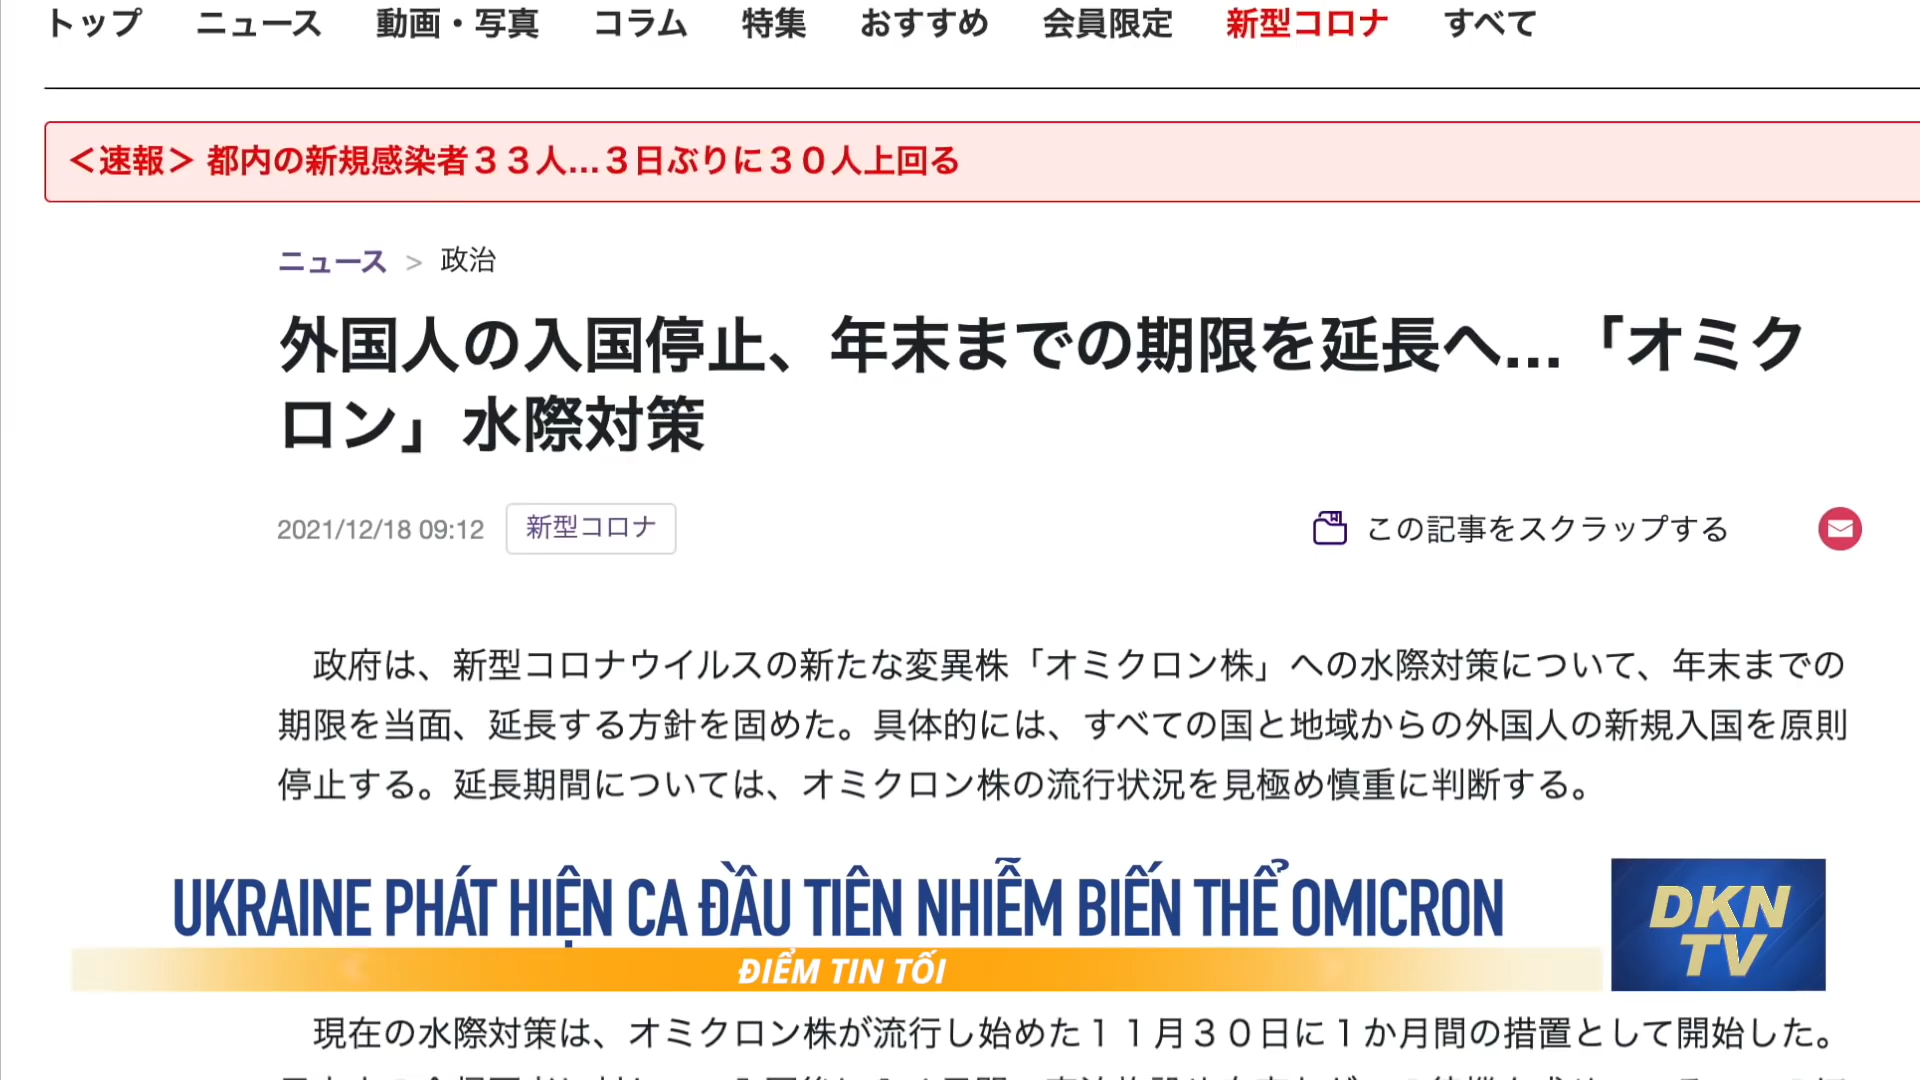 トップ ニュース 動画・写真 コラム 特集 おすすめ 会員限定 新型コロナ すべて
＜速報＞ 都内の新規感染者３３人…３日ぶりに３０人上回る
ニュース > 政治
外国人の入国停止、年末までの期限を延長へ…「オミク
ロン」水際対策
2021/12/18 09:12 新型コロナ この記事をスクラップする
政府は、新型コロナウイルスの新たな変異株「オミクロン株」への水際対策について、年末までの
期限を当面、延長する方針を固めた。具体的には、すべての国と地域からの外国人の新規入国を原則
停止する。延長期間については、オミクロン株の流行状況を見極め慎重に判断する。
UKRAINE PHÁT HIỆN CA ĐẦU TIÊN NHIỄM BIẾN THỂ OMICRON
DKN
TV
ĐIỂM TIN TỐI
現在の水際対策は、オミクロン株が流行し始めた１１月３０日に１か月間の措置として開始した。